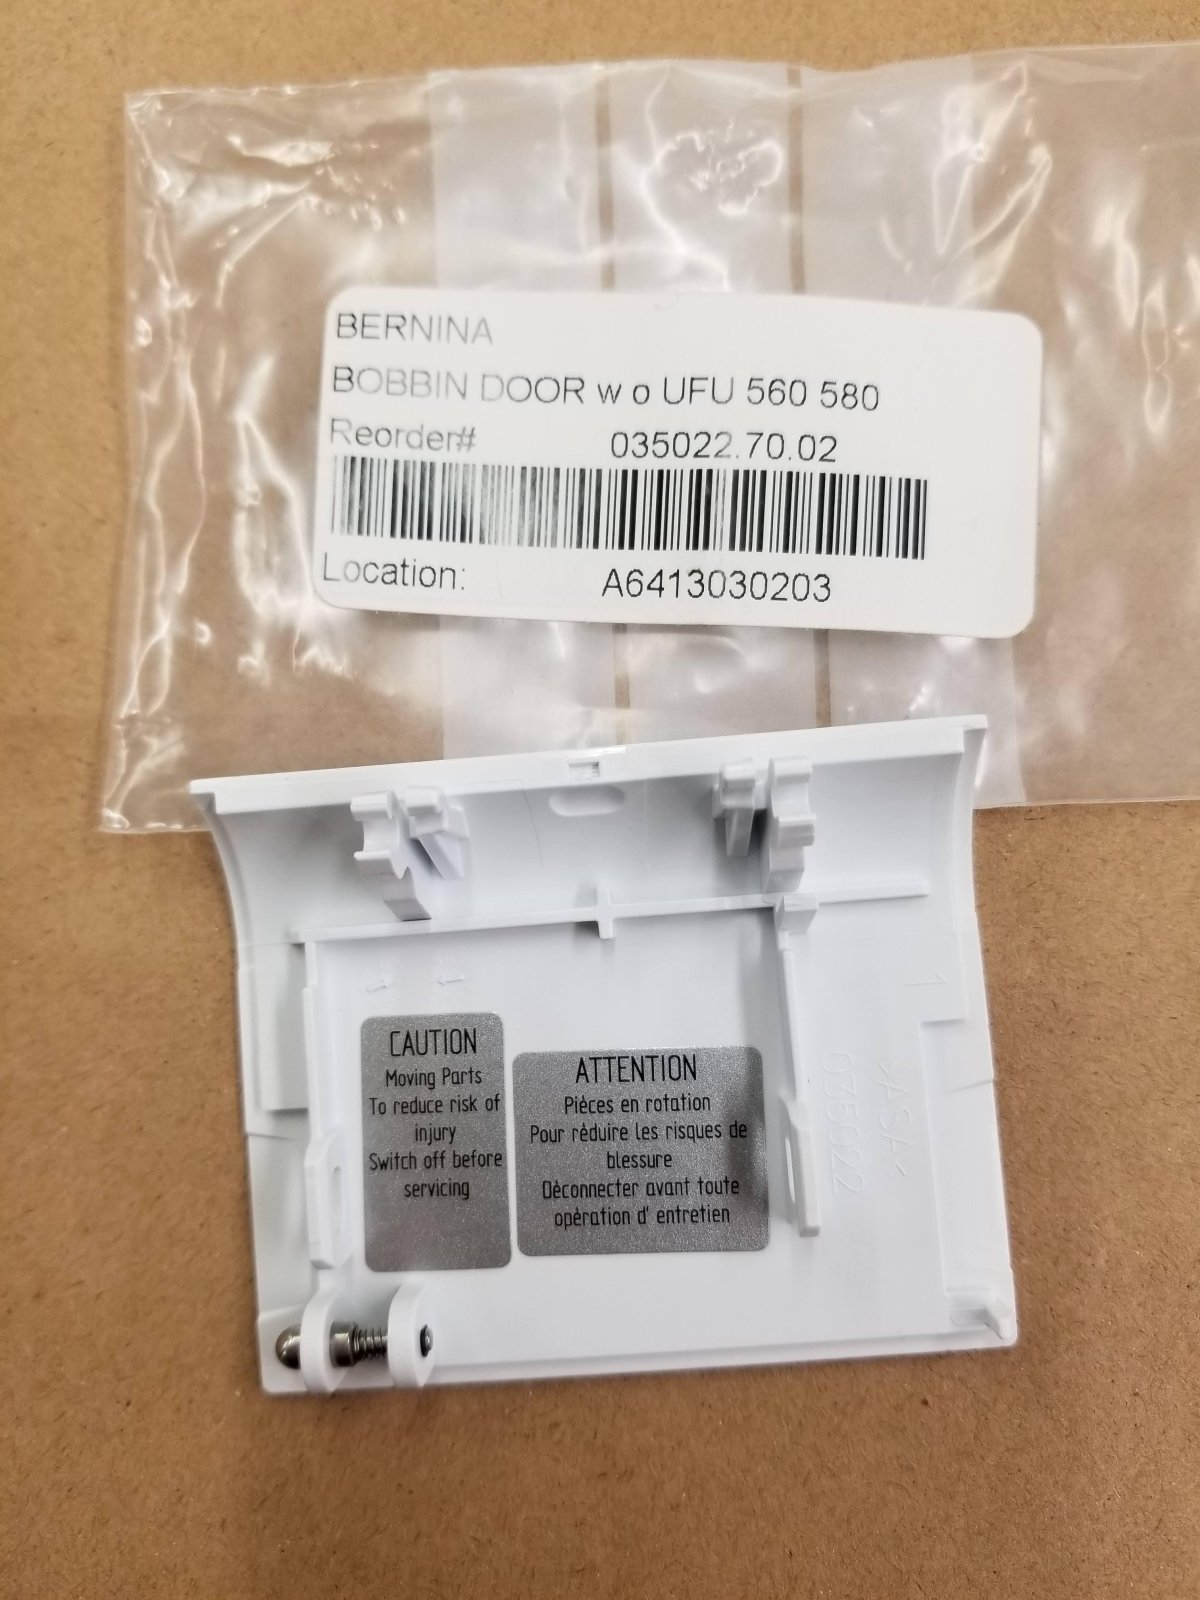 BERNINA
BOBBIN DOOR w o UFU 560 580
Reorder# 035022.70.02
Location: A6413030203
CAUTION
Moving Parts
To reduce risk of
injury
Switch off before
servicing
ATTENTION
Pièces en rotation
Pour réduire les risques de
blessure
Déconnecter avant toute
opération d' entretien
1
>ASA<
035022